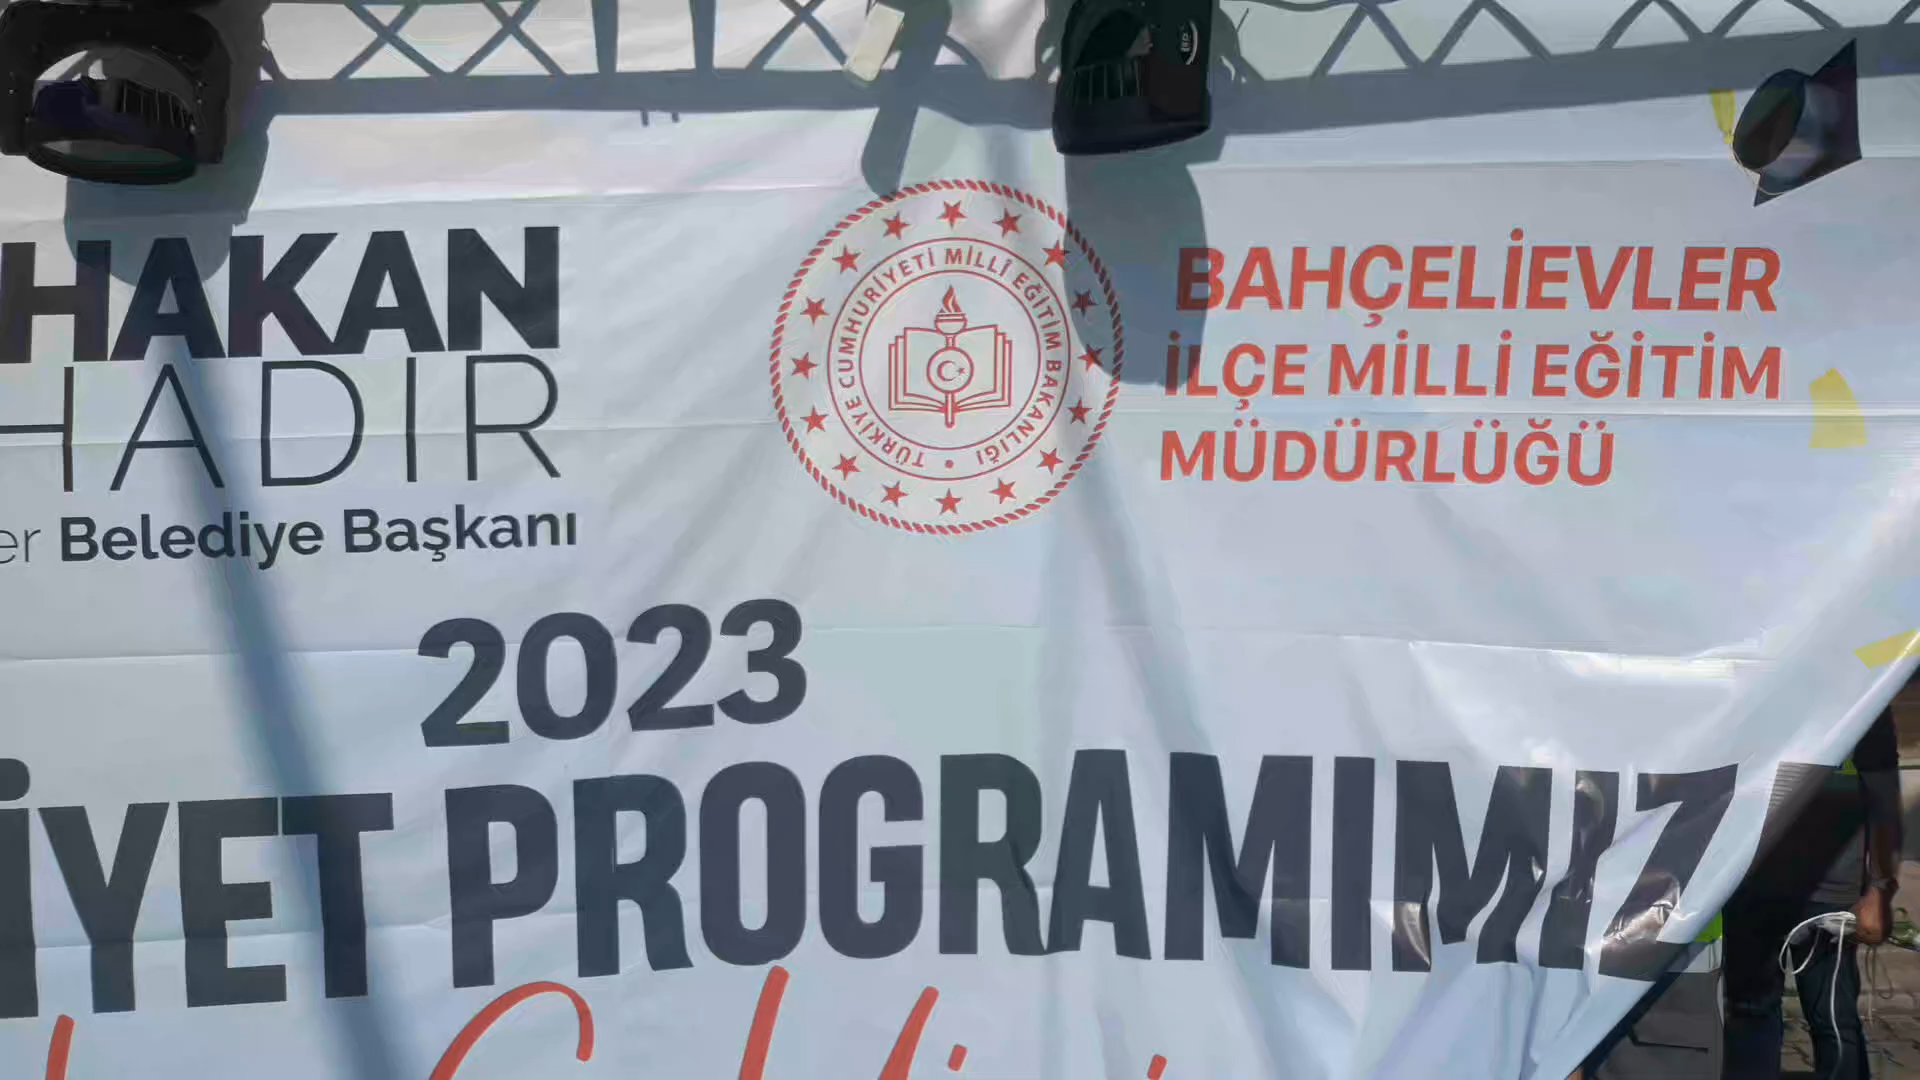 HAKAN
HADIR
er Belediye Başkanı
TÜRKİYE CUMHURİYETİ MİLLÎ EĞİTİM BAKANLIĞI
BAHÇELİEVLER
İLÇE MİLLİ EĞİTİM
MÜDÜRLÜĞÜ
2023
İYET PROGRAMIMIZ